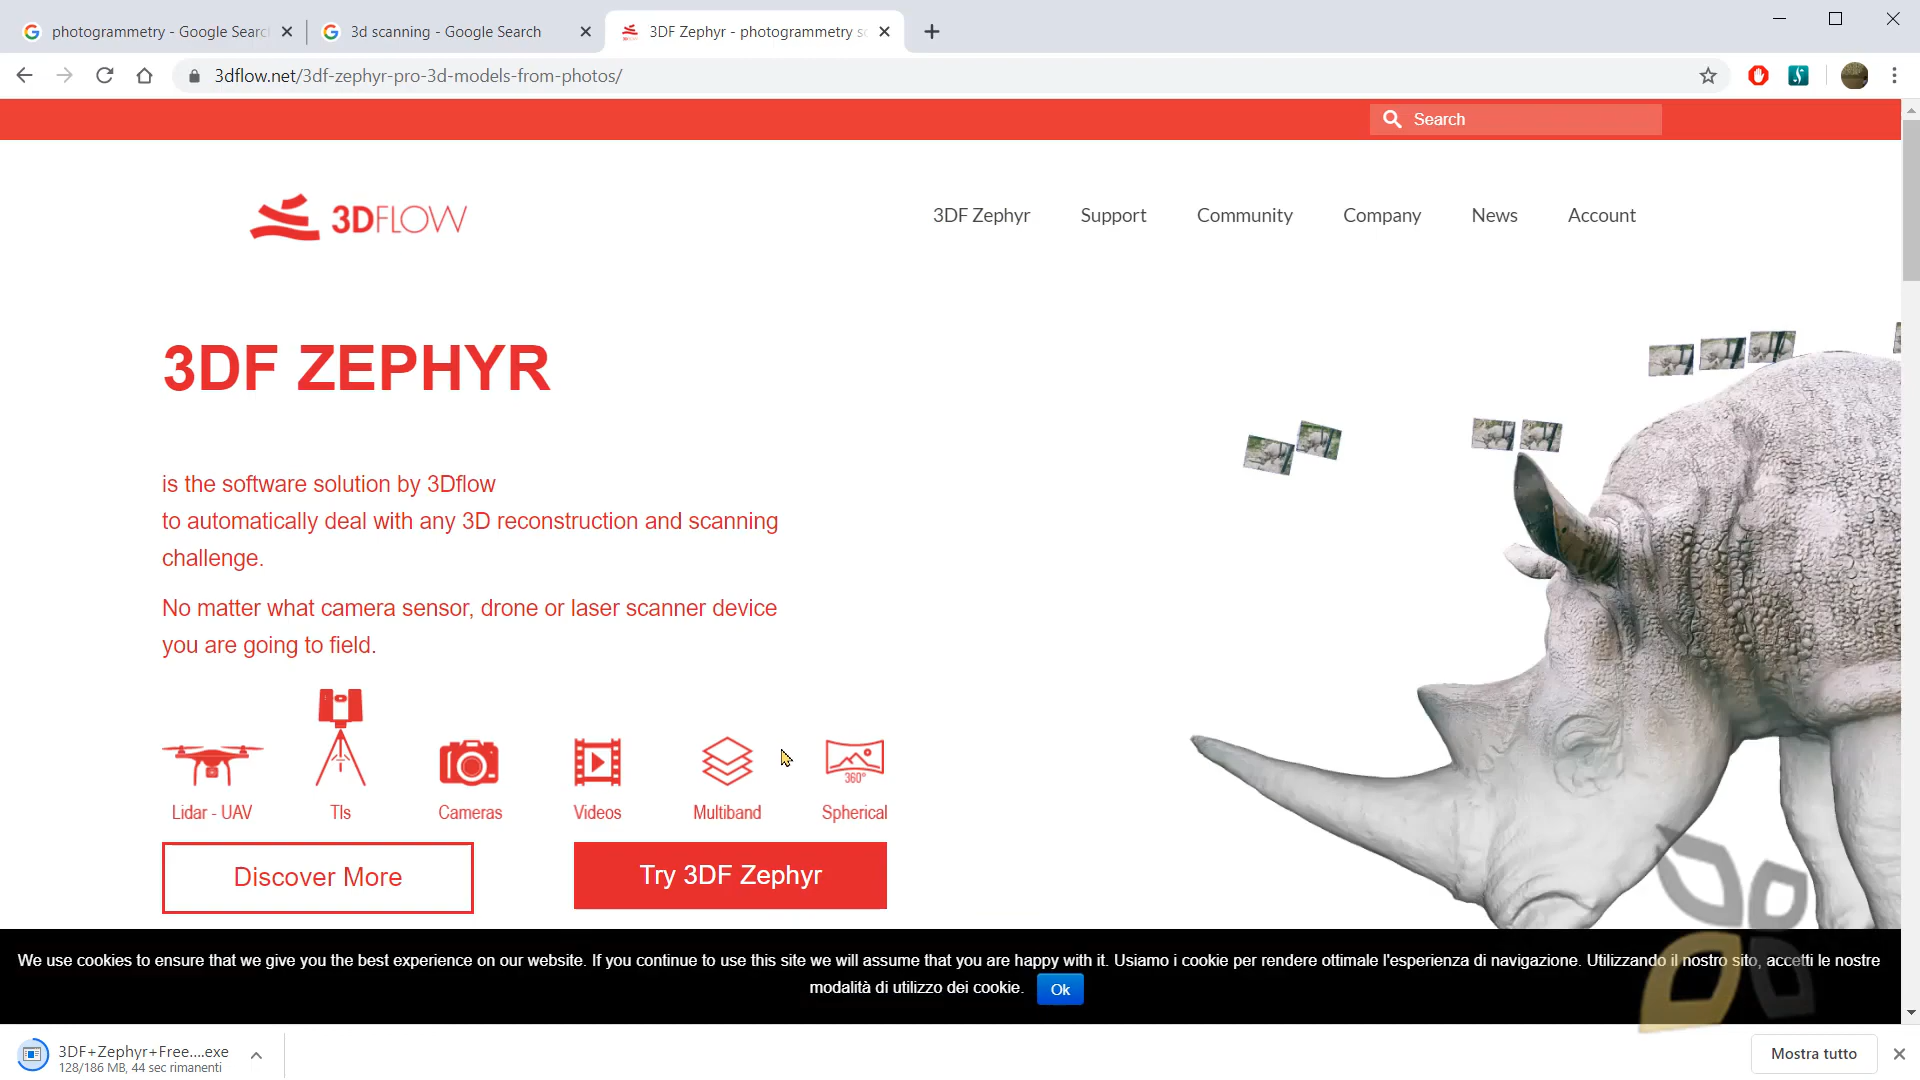 photogrammetry - Google Searc
3d scanning - Google Search
3DF Zephyr - photogrammetry so
3dflow.net/3df-zephyr-pro-3d-models-from-photos/
Search
3DFLOW
3DF Zephyr
Support
Community
Company
News
Account
3DF ZEPHYR
is the software solution by 3Dflow
to automatically deal with any 3D reconstruction and scanning
challenge.
No matter what camera sensor, drone or laser scanner device
you are going to field.
360°
Lidar - UAV
Tls
Cameras
Videos
Multiband
Spherical
Discover More
Try 3DF Zephyr
We use cookies to ensure that we give you the best experience on our website. If you continue to use this site we will assume that you are happy with it. Usiamo i cookie per rendere ottimale l'esperienza di navigazione. Utilizzando il nostro sito, accetti le nostre
modalità di utilizzo dei cookie.
Ok
3DF+Zephyr+Free....exe
128/186 MB, 44 sec rimanenti
Mostra tutto